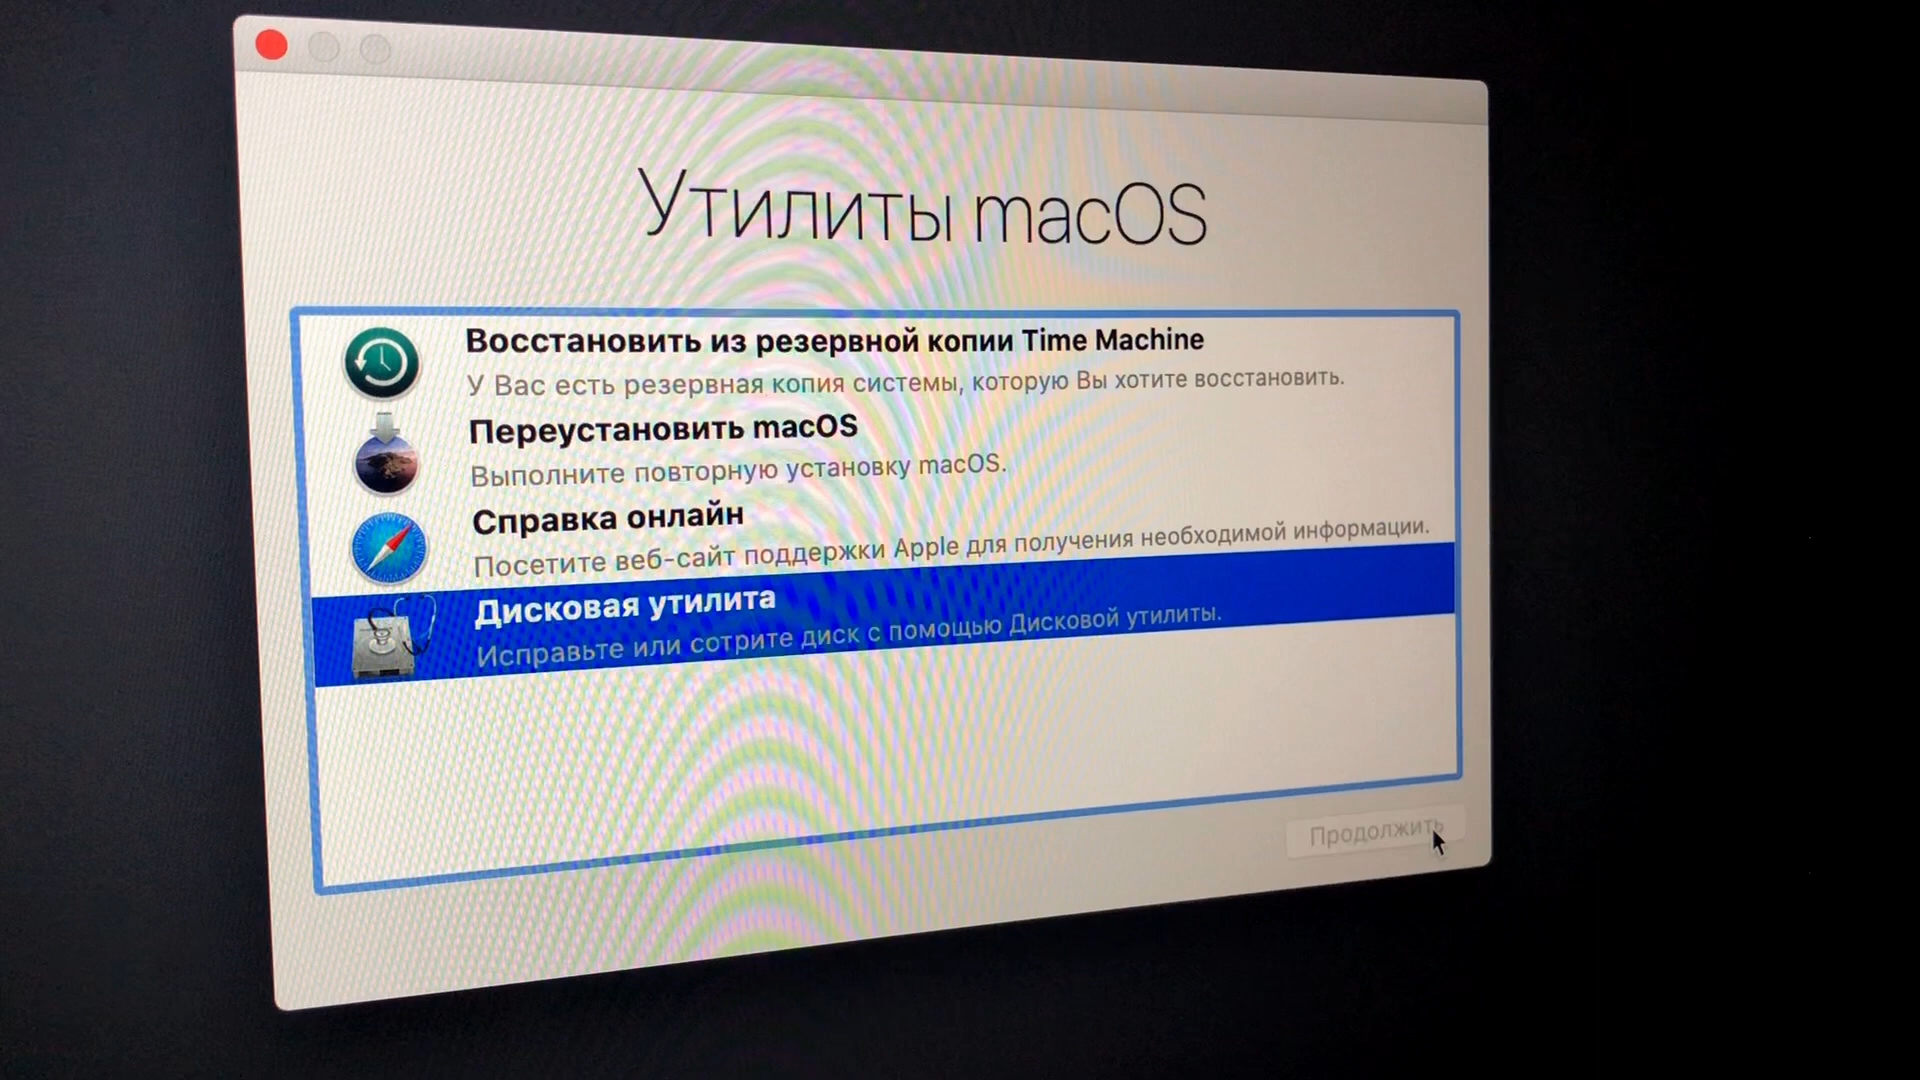 Утилиты macOS
Восстановить из резервной копии Time Machine
У Вас есть резервная копия системы, которую Вы хотите восстановить.
Переустановить macOS
Выполните повторную установку macOS.
Справка онлайн
Посетите веб-сайт поддержки Apple для получения необходимой информации.
Дисковая утилита
Исправьте или сотрите диск с помощью Дисковой утилиты.
Продолжить